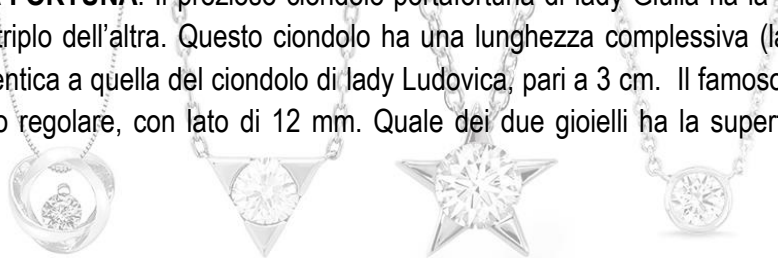 FORTUNA. Il prezioso ciondolo portafortuna di lady Giulia ha la
triplo dell'altra. Questo ciondolo ha una lunghezza complessiva (la
entica a quella del ciondolo di lady Ludovica, pari a 3 cm. Il famoso
o regolare, con lato di 12 mm. Quale dei due gioielli ha la super